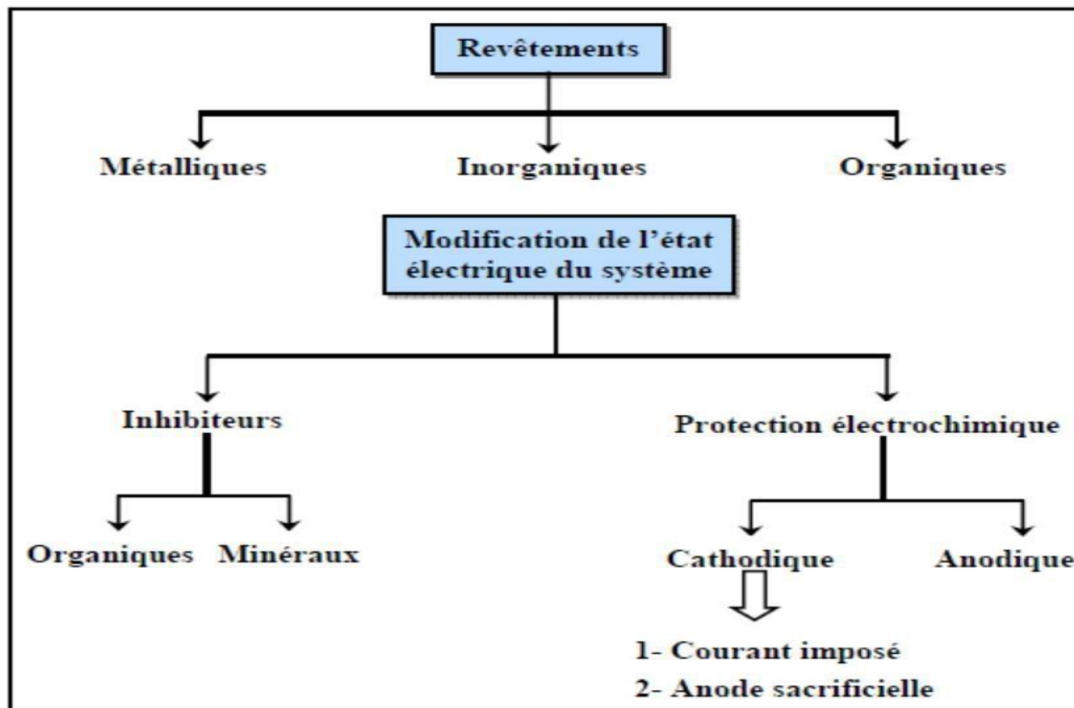 Revêtements
Métalliques
Inorganiques
Organiques
Modification de l'état
électrique du système
Inhibiteurs
Protection électrochimique
Organiques
Minéraux
Cathodique
Anodique
1- Courant imposé
2- Anode sacrificielle